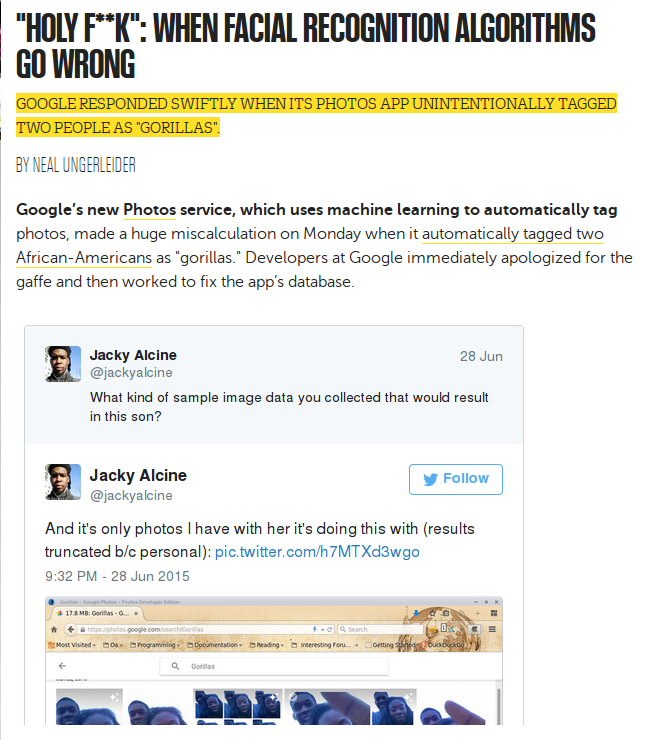 "HOLY F**K": WHEN FACIAL RECOGNITION ALGORITHMS
GO WRONG
GOOGLE RESPONDED SWIFTLY WHEN ITS PHOTOS APP UNINTENTIONALLY TAGGED
TWO PEOPLE AS "GORILLAS".
BY NEAL UNGERLEIDER
Google's new Photos service, which uses machine learning to automatically tag
photos, made a huge miscalculation on Monday when it automatically tagged two
African-Americans as "gorillas." Developers at Google immediately apologized for the
gaffe and then worked to fix the app's database.
Jacky Alcine 28 Jun
@jackyalcine
What kind of sample image data you collected that would result
in this son?
Jacky Alcine Follow
@jackyalcine
And it's only photos I have with her it's doing this with (results
truncated b/c personal): pic.twitter.com/h7MTXd3wgo
9:32 PM - 28 Jun 2015
Gorillas - Google Photos - Firefox Developer Edition
17.8 MB: Gorillas - G...
https://photos.google.com/search/Gorillas Search
Most Visited Oa Programming Documentation Reading Interesting Foru... Getting Started DuckDuckGo
Gorillas